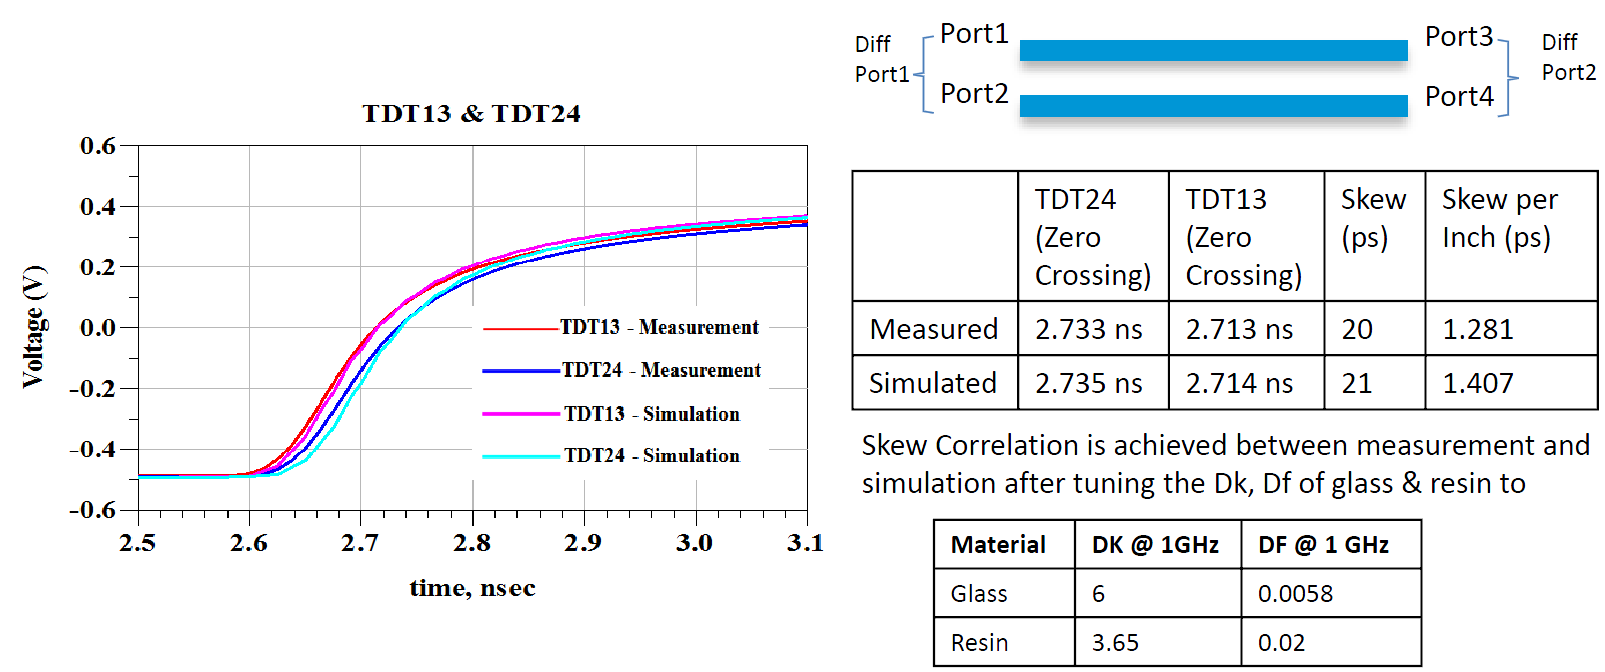 TDT13 & TDT24
Voltage (V)
0.6
0.4
0.2
0.0
-0.2
-0.4
-0.6
2.5 2.6 2.7 2.8 2.9 3.0 3.1
time, nsec
TDT13 - Measurement
TDT24 - Measurement
TDT13 - Simulation
TDT24 - Simulation
Diff
Port1
Port1
Port2
Port3
Port4
Diff
Port2
TDT24 (Zero Crossing) TDT13 (Zero Crossing) Skew (ps) Skew per Inch (ps)
Measured 2.733 ns 2.713 ns 20 1.281
Simulated 2.735 ns 2.714 ns 21 1.407
Skew Correlation is achieved between measurement and
simulation after tuning the Dk, Df of glass & resin to
Material DK @ 1GHz DF @ 1 GHz
Glass 6 0.0058
Resin 3.65 0.02